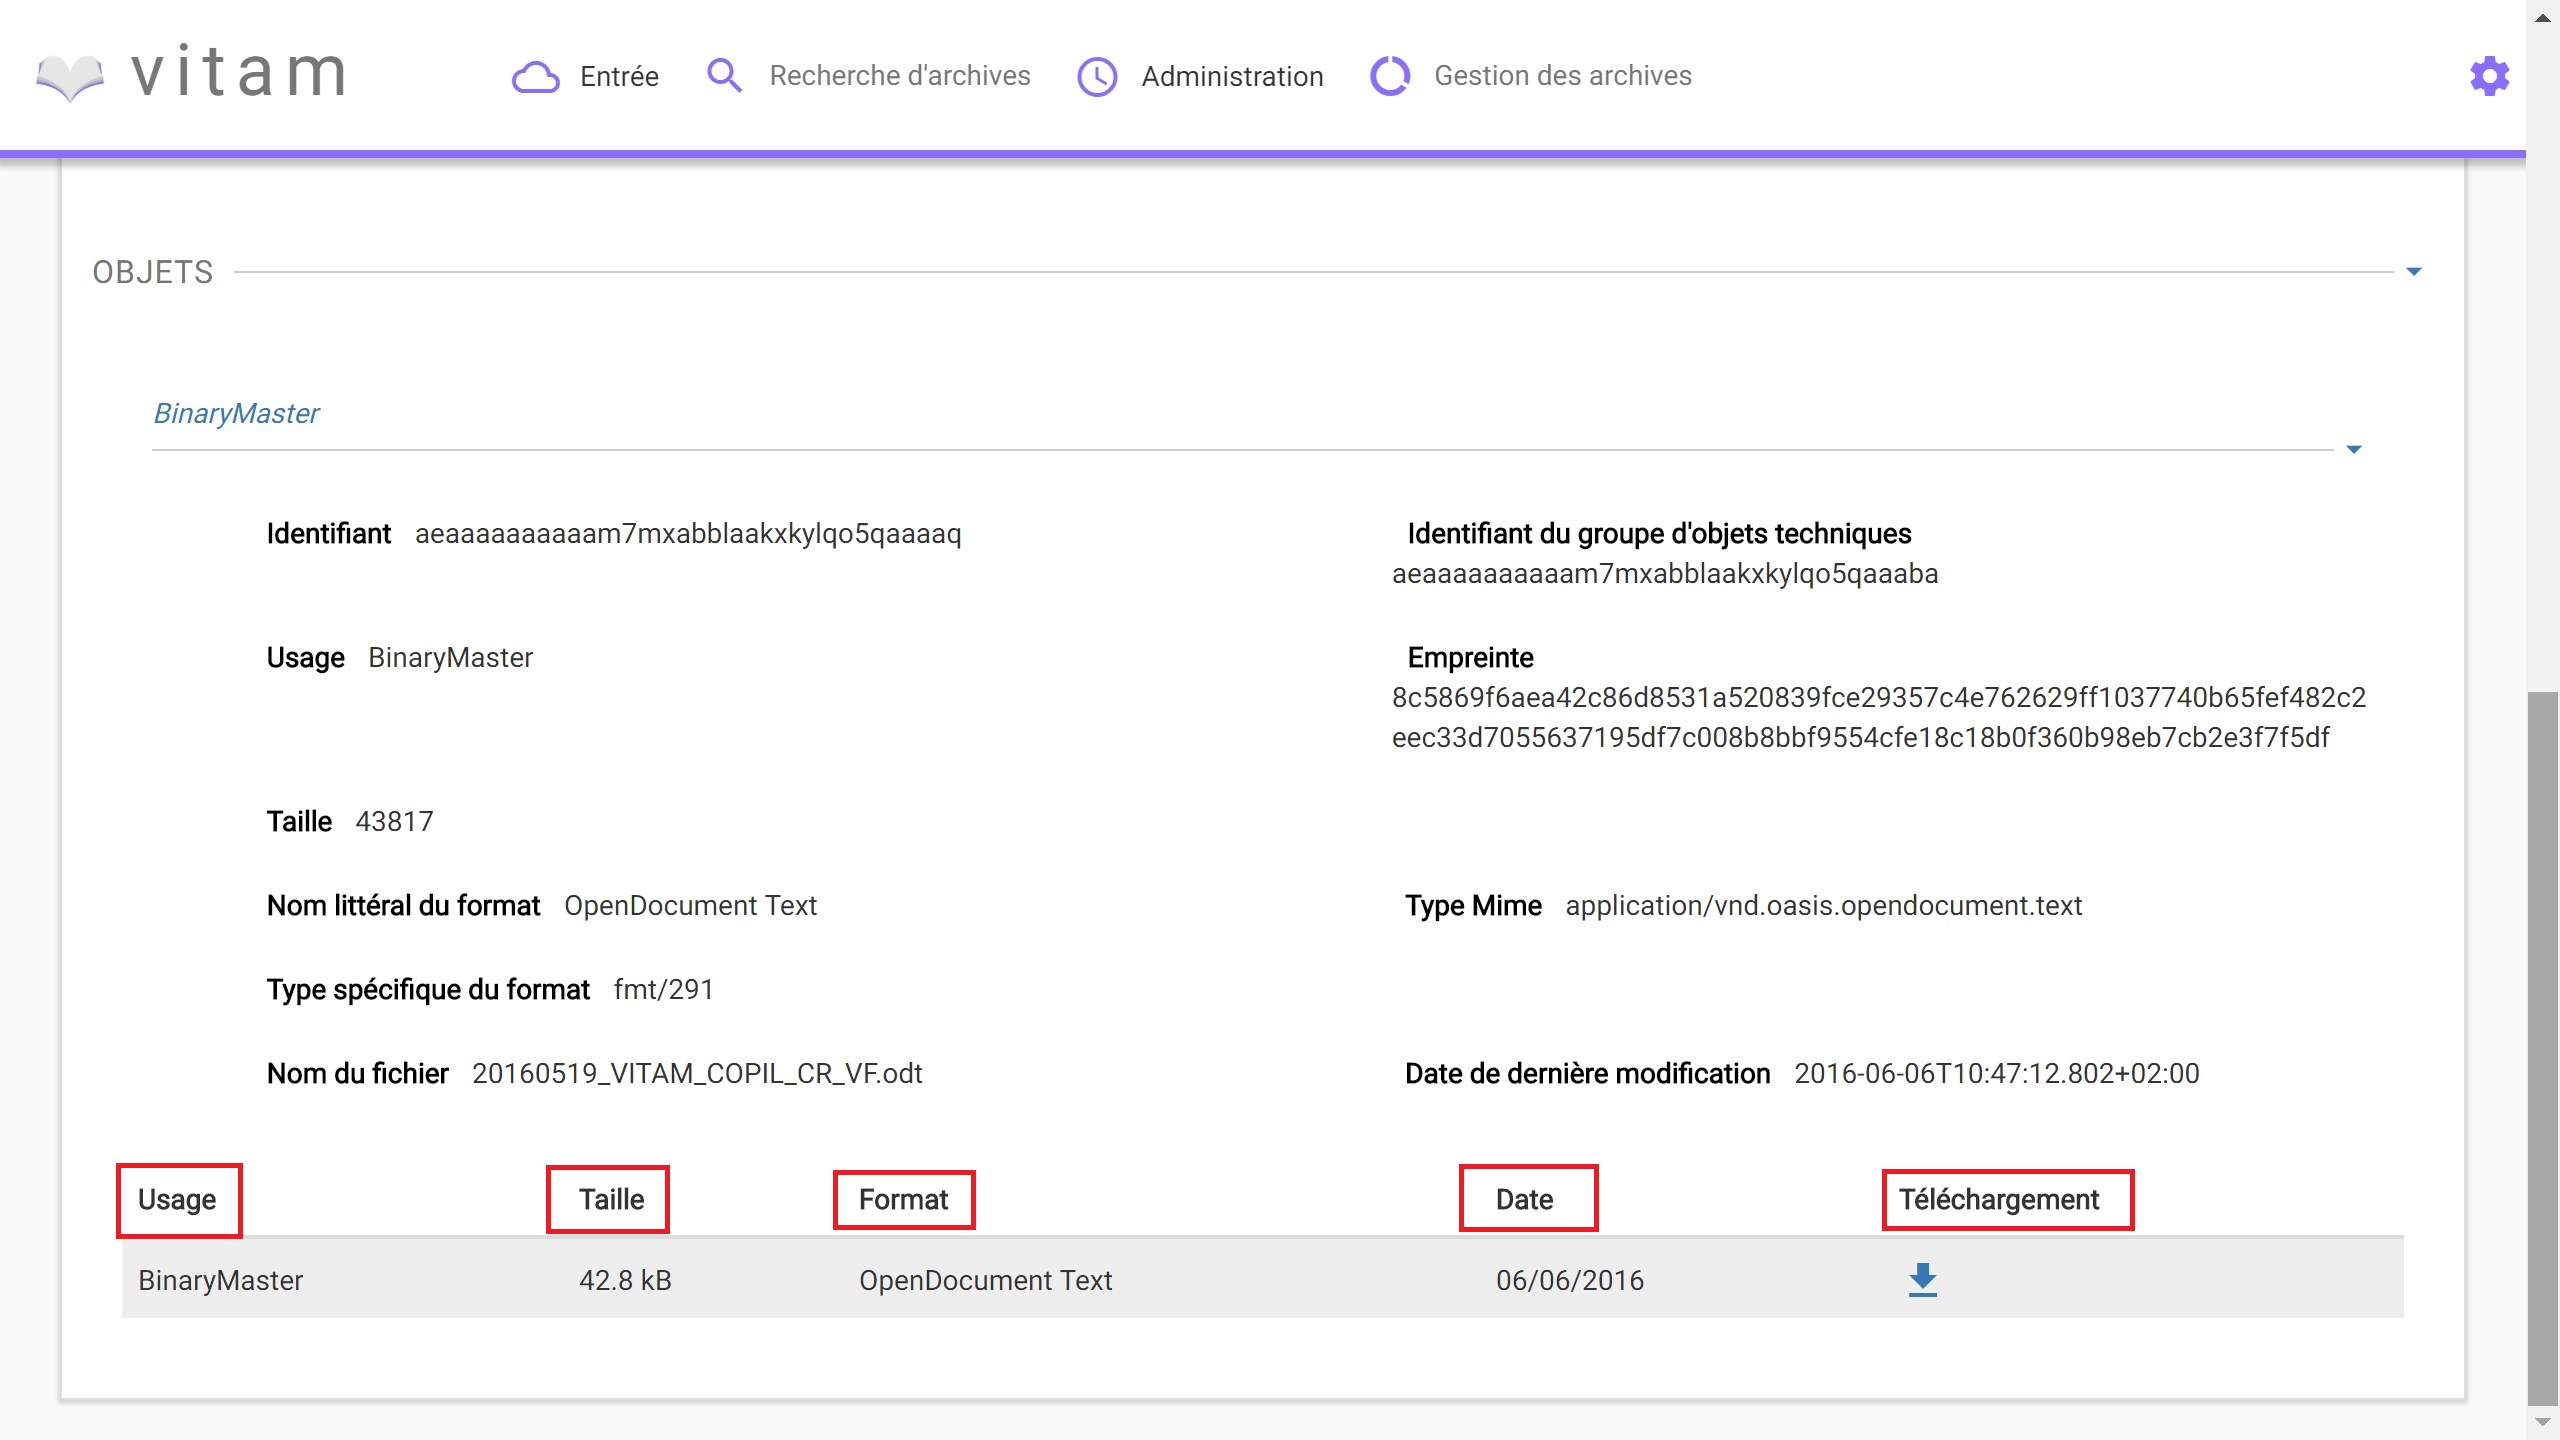 vitam
Entrée
Recherche d'archives
Administration
Gestion des archives
OBJETS
BinaryMaster
Identifiant aeaaaaaaaaaam7mxabblaakxkylqo5qaaaaq
Identifiant du groupe d'objets techniques
aeaaaaaaaaaam7mxabblaakxkylqo5qaaaba
Usage BinaryMaster
Empreinte
8c5869f6aea42c86d8531a520839fce29357c4e762629ff1037740b65fef482c2
eec33d7055637195df7c008b8bbf9554cfe18c18b0f360b98eb7cb2e3f7f5df
Taille 43817
Nom littéral du format OpenDocument Text
Type Mime application/vnd.oasis.opendocument.text
Type spécifique du format fmt/291
Nom du fichier 20160519_VITAM_COPIL_CR_VF.odt
Date de dernière modification 2016-06-06T10:47:12.802+02:00
Usage Taille Format Date Téléchargement
BinaryMaster 42.8 kB OpenDocument Text 06/06/2016